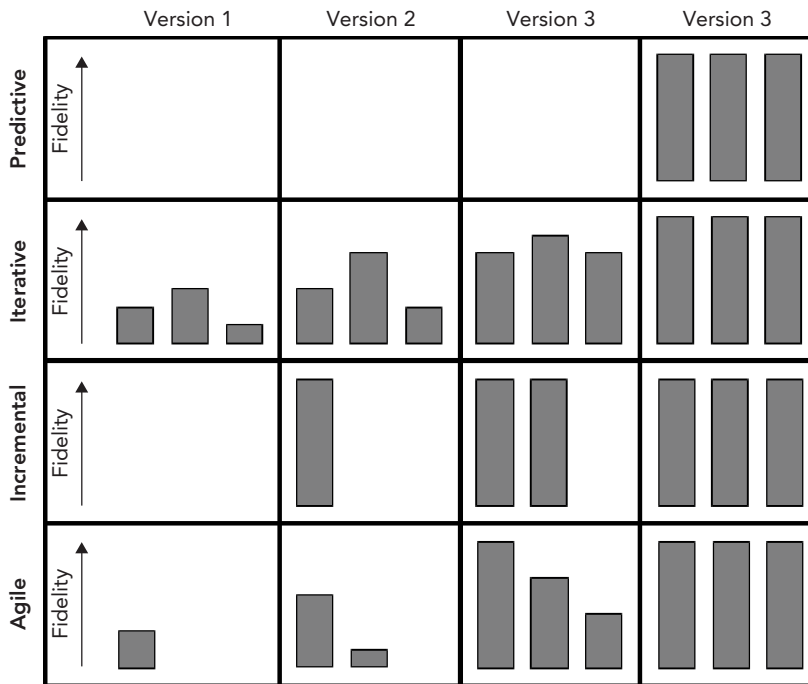 Version 1 Version 2 Version 3 Version 3
Predictive
Fidelity
Iterative
Fidelity
Incremental
Fidelity
Agile
Fidelity